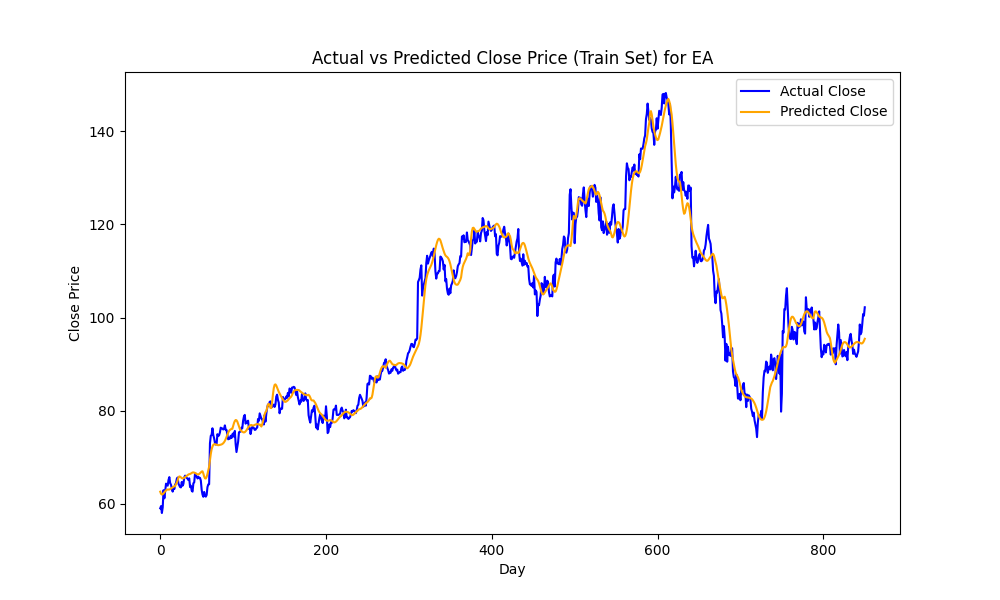 Actual vs Predicted Close Price (Train Set) for EA
Actual Close
Predicted Close
140
120
100
80
60
Close Price
0 200 400 600 800
Day